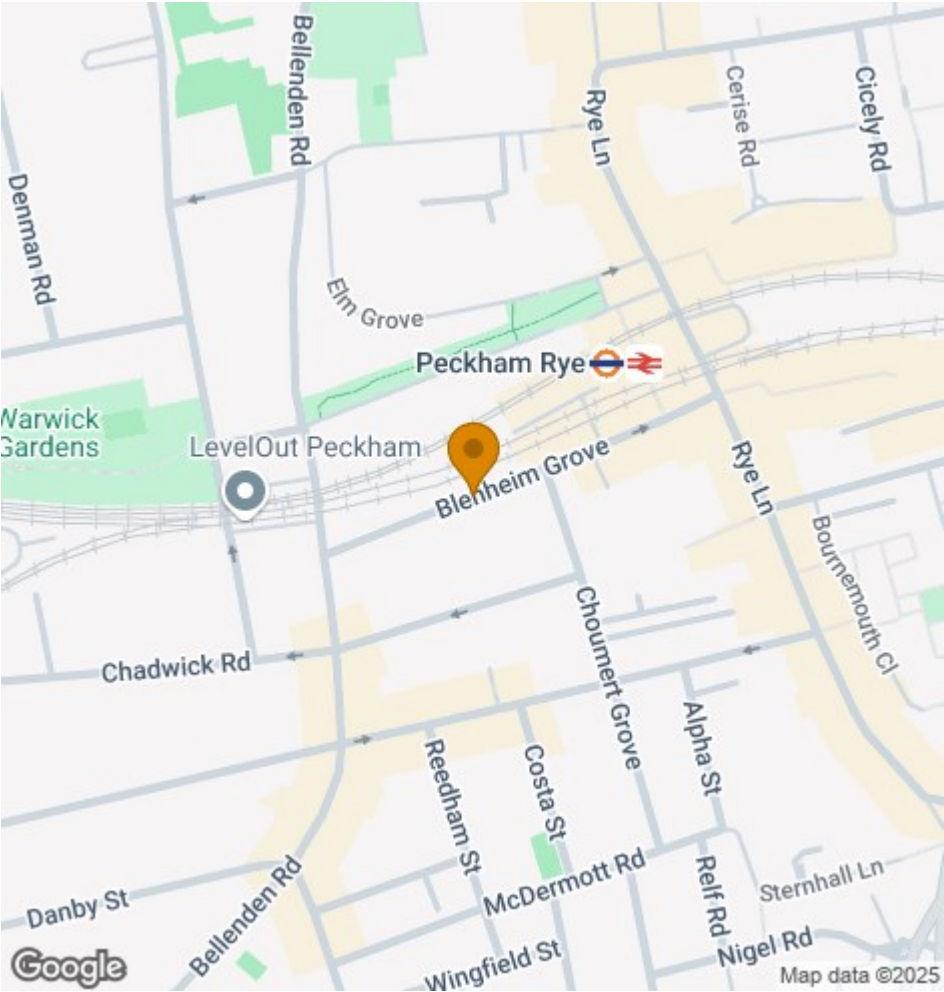 Bellenden Rd
Rye Ln
Cerise Rd
Cicely Rd
Denman Rd
Elm Grove
Peckham Rye
Warwick
Gardens
LevelOut Peckham
Blenheim Grove
Rye Ln
Bournemouth Cl
Chadwick Rd
Choumert Grove
Alpha St
Reedham St
Costa St
McDermott Rd
Relf Rd
Sternhall Ln
Danby St
Bellenden Rd
Wingfield St
Nigel Rd
Google
Map data ©2025